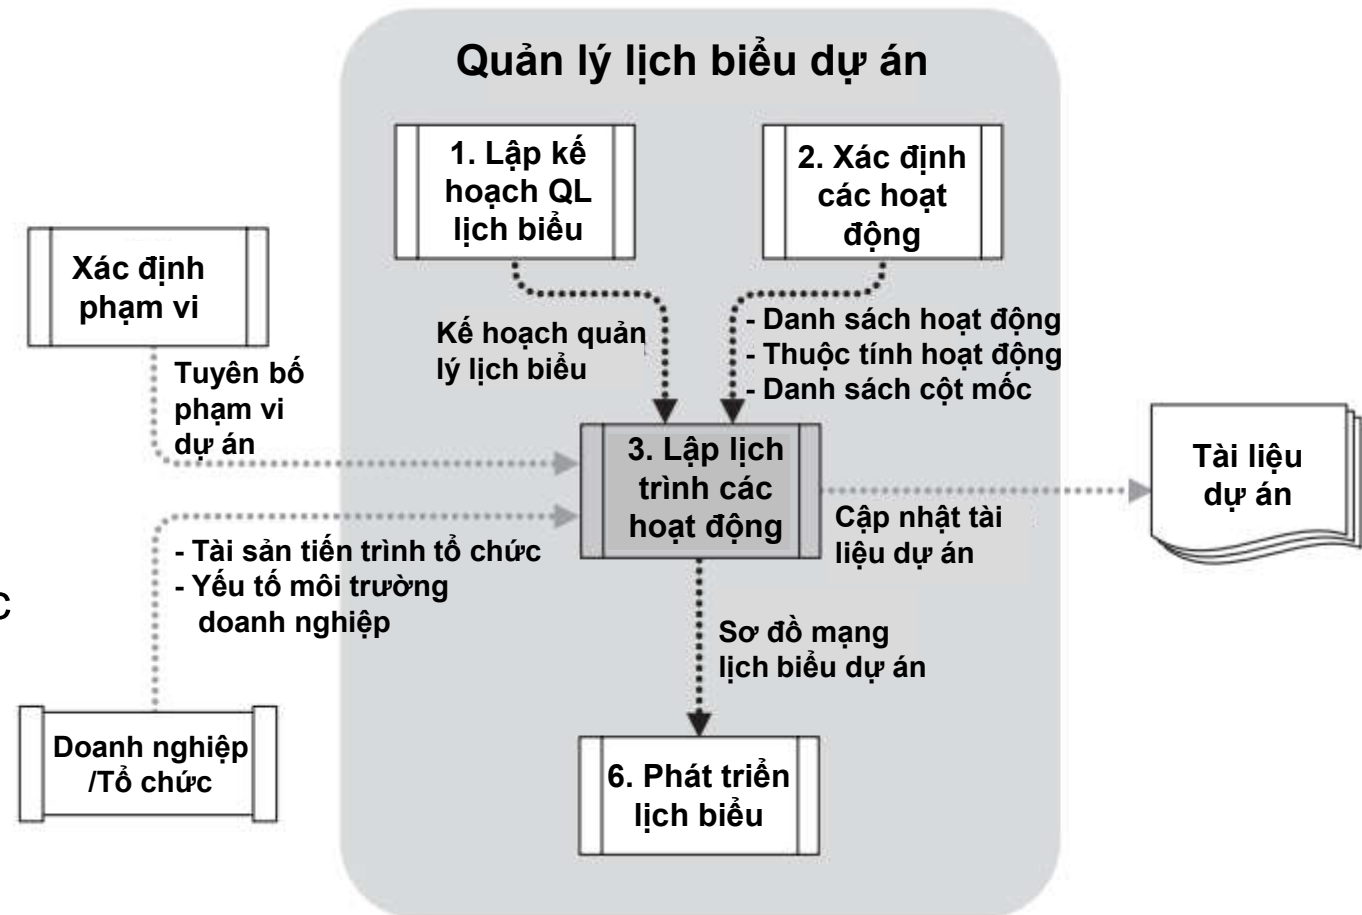 Quản lý lịch biểu dự án
1. Lập kế
hoạch QL
lịch biểu
2. Xác định
các hoạt
động
Xác định
phạm vi
Kế hoạch quản
lý lịch biểu
- Danh sách hoạt động
- Thuộc tính hoạt động
- Danh sách cột mốc
Tuyên bố
phạm vi
dự án
3. Lập lịch
trình các
hoạt động
Tài liệu
dự án
Cập nhật tài
liệu dự án
- Tài sản tiến trình tổ chức
- Yếu tố môi trường
doanh nghiệp
C
Sơ đồ mạng
lịch biểu dự án
Doanh nghiệp
/Tổ chức
6. Phát triển
lịch biểu